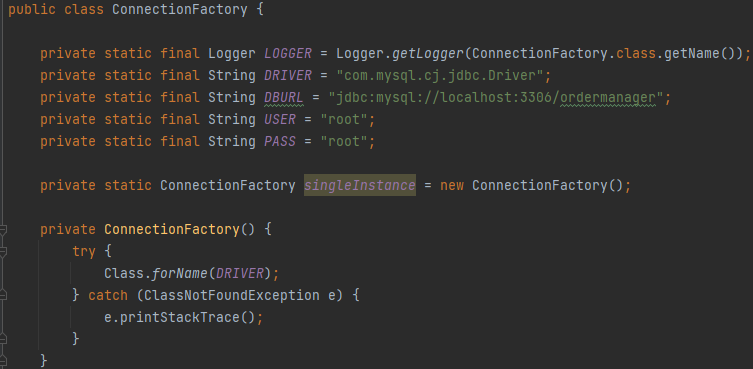 public class ConnectionFactory {
private static final Logger LOGGER = Logger.getLogger(ConnectionFactory.class.getName());
private static final String DRIVER = "com.mysql.cj.jdbc.Driver";
private static final String DBURL = "jdbc:mysql://localhost:3306/ordermanager";
private static final String USER = "root";
private static final String PASS = "root";
private static ConnectionFactory singleInstance = new ConnectionFactory();
private ConnectionFactory() {
try {
Class.forName(DRIVER);
} catch (ClassNotFoundException e) {
e.printStackTrace();
}
}